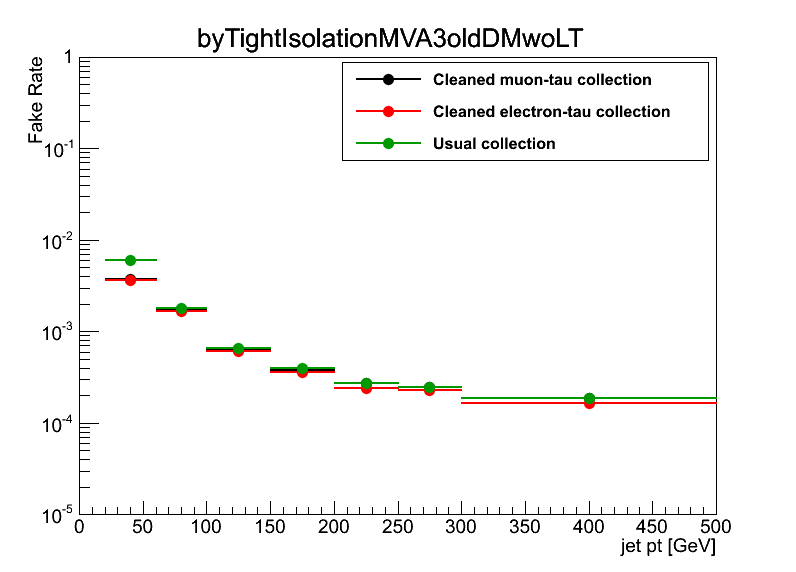 byTightIsolationMVA3oldDMwoLT
Fake Rate
1
10⁻¹
10⁻²
10⁻³
10⁻⁴
10⁻⁵
Cleaned muon-tau collection
Cleaned electron-tau collection
Usual collection
0 50 100 150 200 250 300 350 400 450 500
jet pt [GeV]